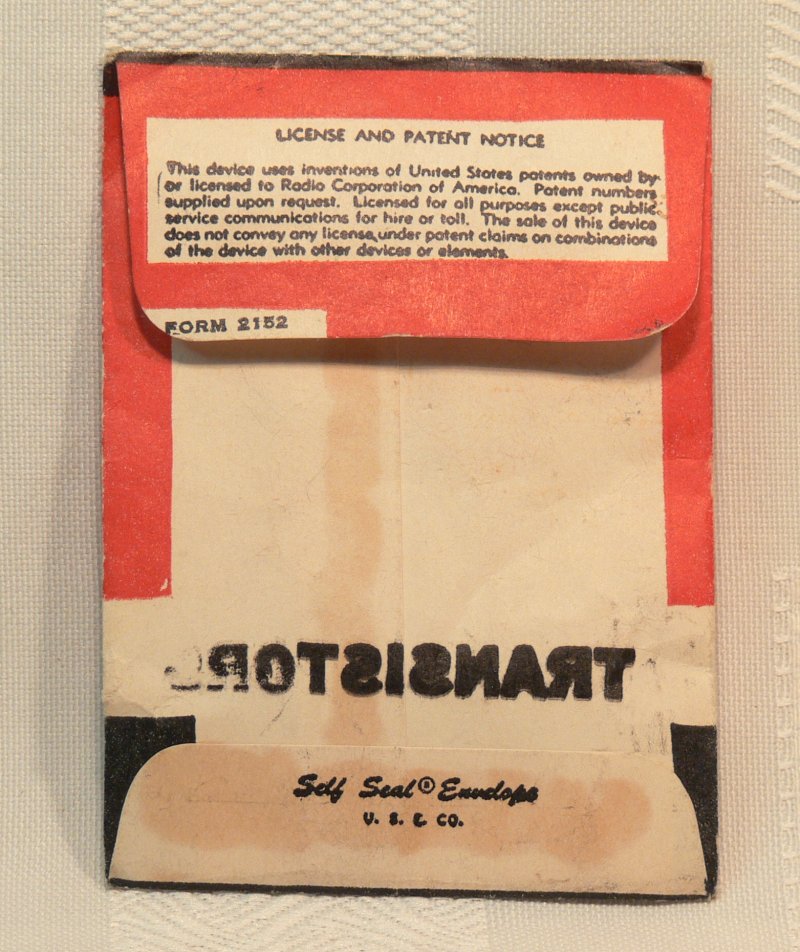 LICENSE AND PATENT NOTICE
This device uses inventions of United States patents owned by
or licensed to Radio Corporation of America. Patent numbers
supplied upon request. Licensed for all purposes except public
service communications for hire or toll. The sale of this device
does not convey any license under patent claims on combinations
of the device with other devices or elements.
FORM 2152
TRANSISTOR
Self Seal® Envelope
U. S. E. CO.